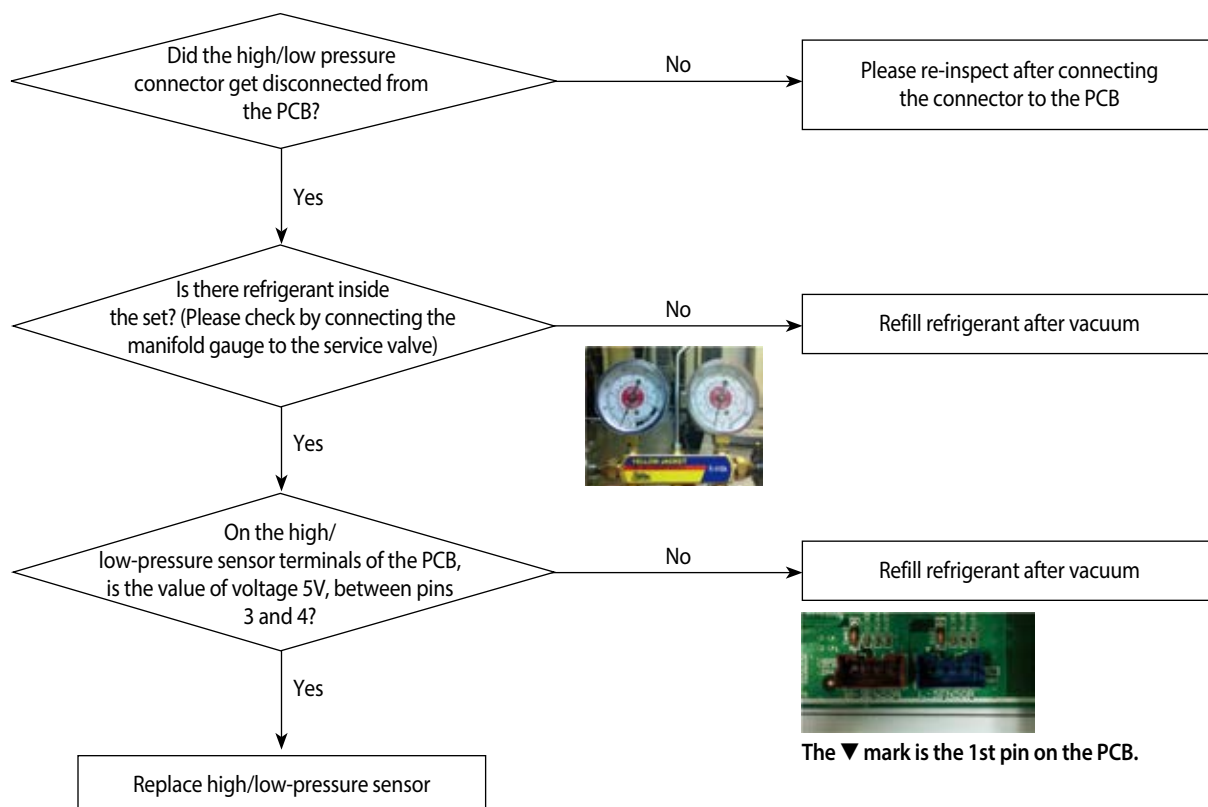 Did the high/low pressure
connector get disconnected from
the PCB?
No
Please re-inspect after connecting
the connector to the PCB
Yes
Is there refrigerant inside
the set? (Please check by connecting the
manifold gauge to the service valve)
No
Refill refrigerant after vacuum
YELLOW JACKET
Yes
On the high/
low-pressure sensor terminals of the PCB,
is the value of voltage 5V, between pins
3 and 4?
No
Refill refrigerant after vacuum
Yes
The ▼ mark is the 1st pin on the PCB.
Replace high/low-pressure sensor